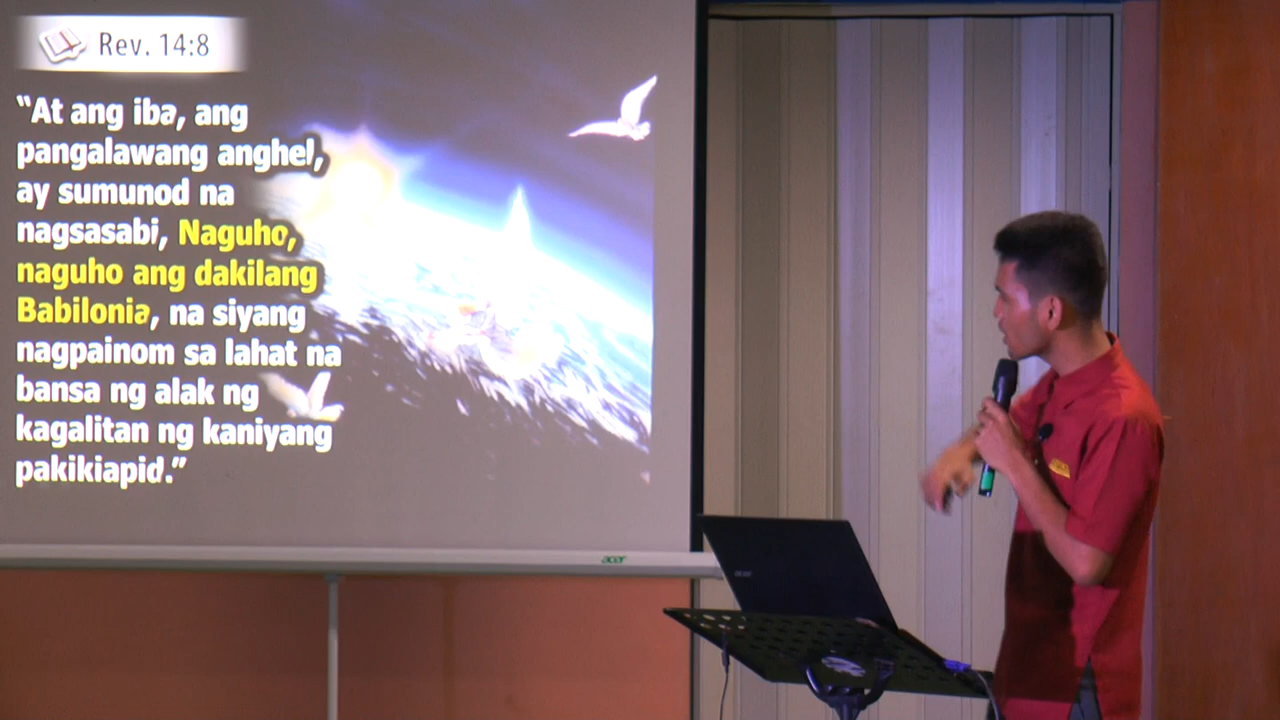 Rev. 14:8
“At ang iba, ang
pangalawang anghel,
ay sumunod na
nagsasabi, Naguho,
naguho ang dakilang
Babilonia, na siyang
nagpainom sa lahat na
bansa ng alak ng
kagalitan ng kaniyang
pakikiapid.”
acer